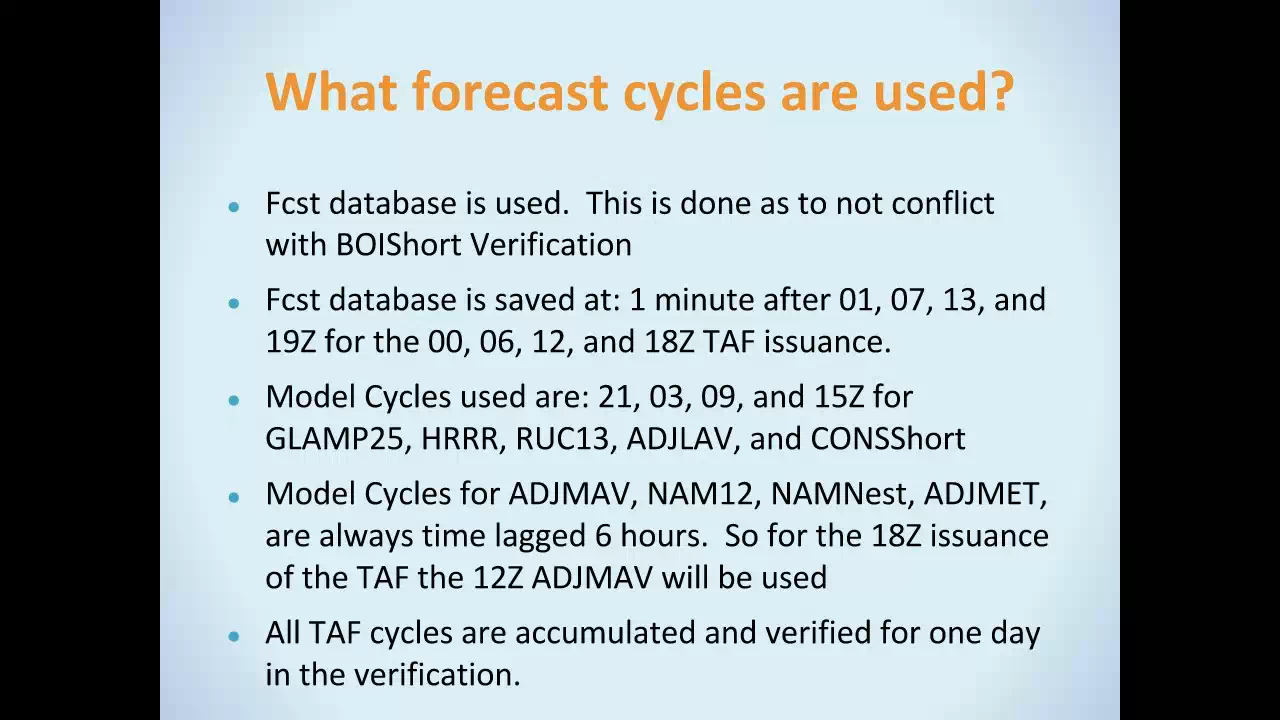 What forecast cycles are used?
• Fcst database is used.  This is done as to not conflict
with BOIShort Verification
• Fcst database is saved at: 1 minute after 01, 07, 13, and
19Z for the 00, 06, 12, and 18Z TAF issuance.
• Model Cycles used are: 21, 03, 09, and 15Z for
GLAMP25, HRRR, RUC13, ADJLAV, and CONSShort
• Model Cycles for ADJMAV, NAM12, NAMNest, ADJMET,
are always time lagged 6 hours.  So for the 18Z issuance
of the TAF the 12Z ADJMAV will be used
• All TAF cycles are accumulated and verified for one day
in the verification.